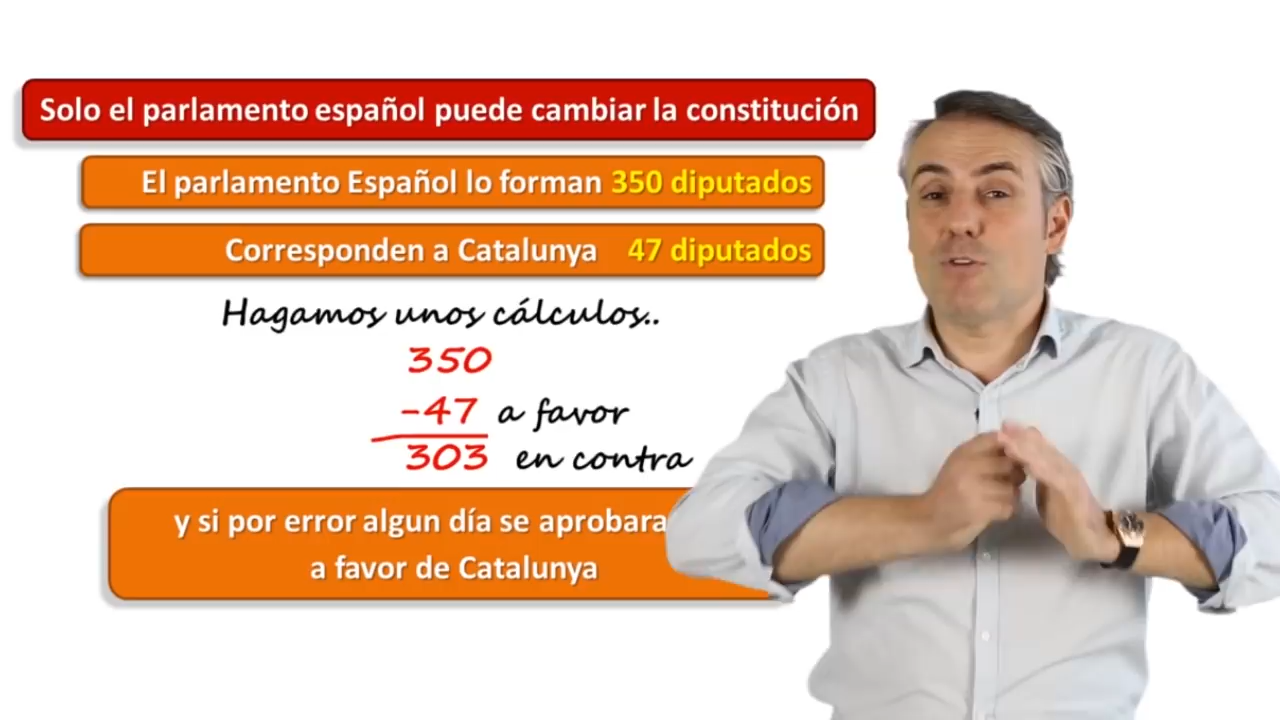 Solo el parlamento español puede cambiar la constitución
El parlamento Español lo forman 350 diputados
Corresponden a Catalunya 47 diputados
Hagamos unos cálculos..
350
-47 a favor
303 en contra
y si por error algun día se aprobara
a favor de Catalunya